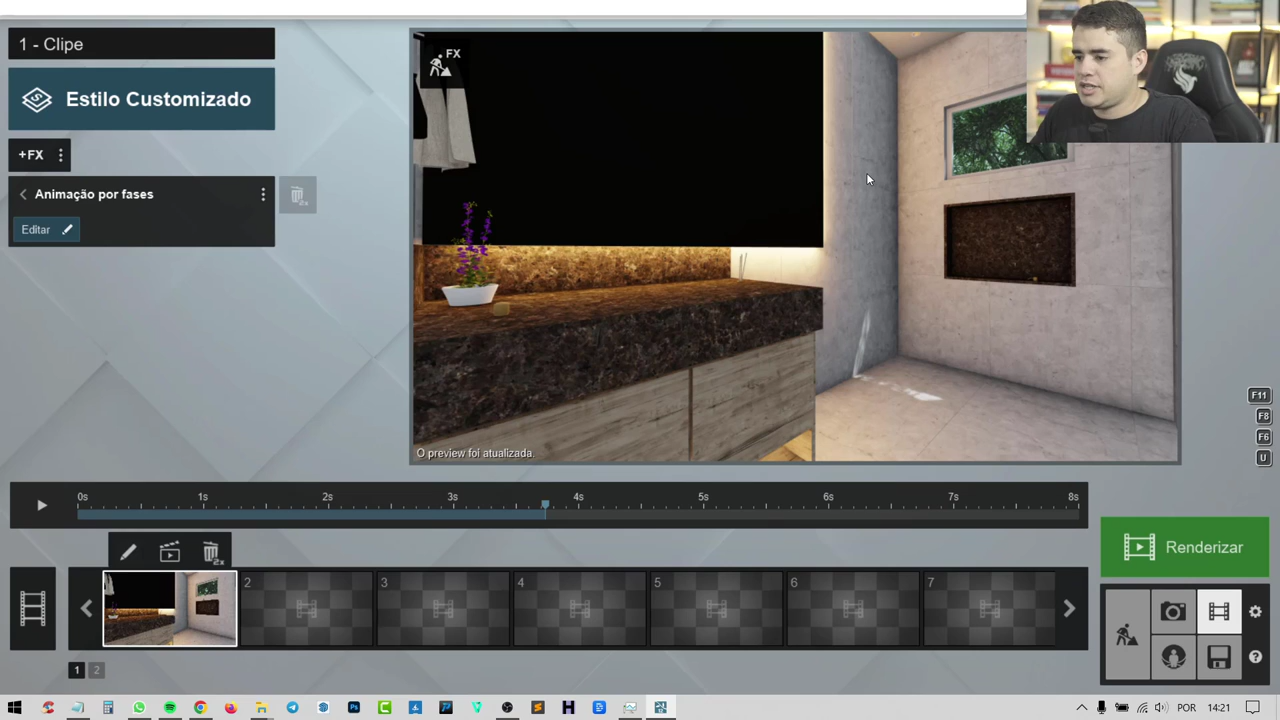 1 - Clipe
Estilo Customizado
+FX
Animação por fases
Editar
FX
O preview foi atualizada.
F11
F8
F6
U
0s 1s 2s 3s 4s 5s 6s 7s 8s
2x
2 3 4 5 6 7
Renderizar
1 2
POR 14:21